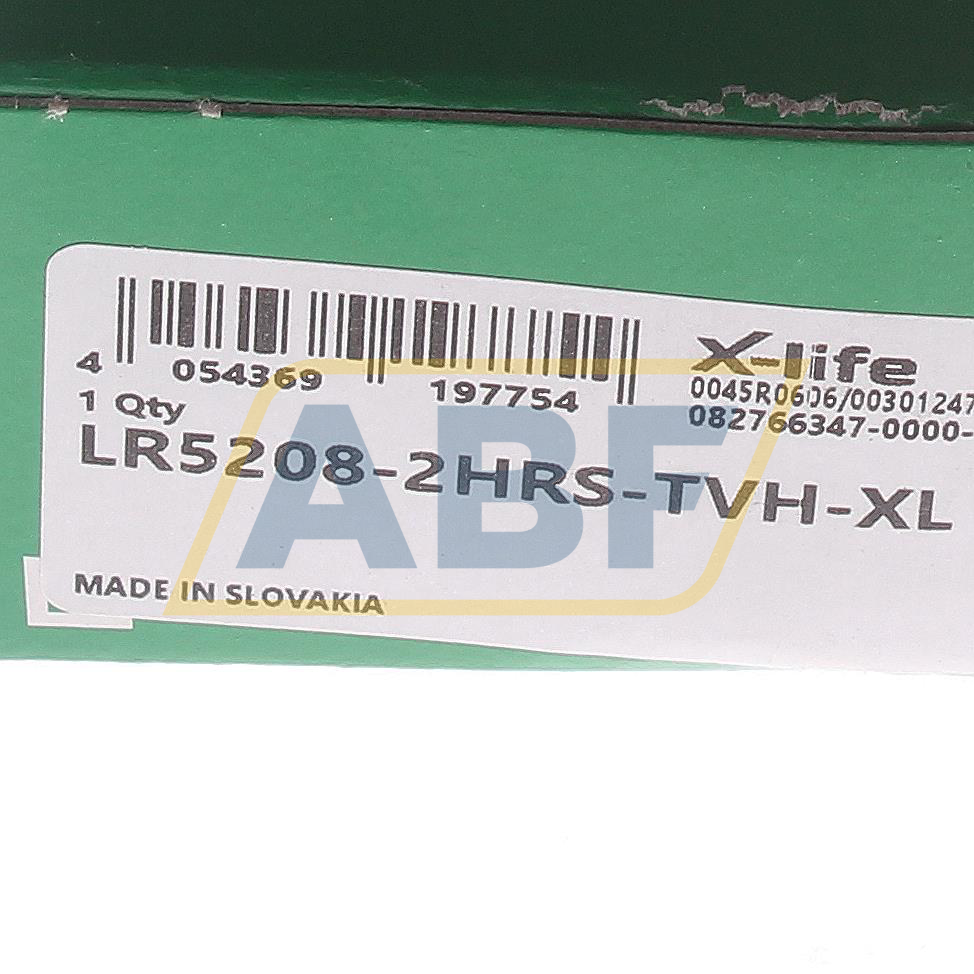 4 054369 197754
X-life
0045R0606/00301247
082766347-0000-
1 Qty
LR5208-2HRS-TVH-XL
MADE IN SLOVAKIA
ABF